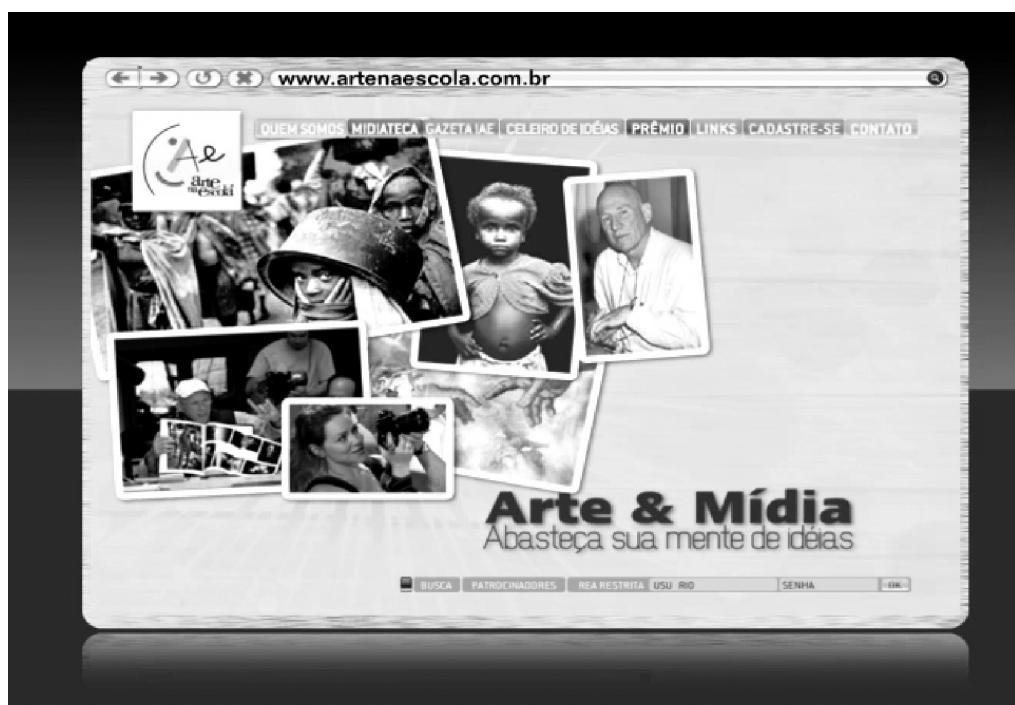 www.artenaescola.com.br
QUEM SOMOS MIDIATECA GAZETA IAE CELEIRO DE IDÉIAS PRÊMIO LINKS CADASTRE-SE CONTATO
Ae
arte
na
escola
Arte & Mídia
Abasteça sua mente de idéias
BUSCA PATROCINADORES REA RESTRITA USU RIO SENHA OK